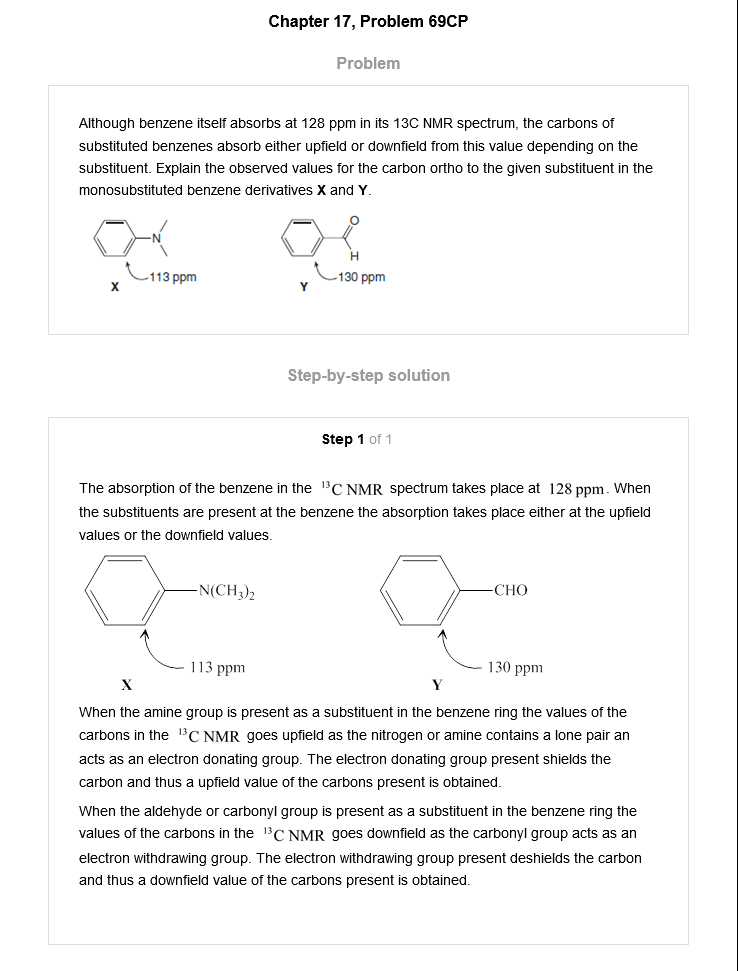 Chapter 17, Problem 69CP
Problem
Although benzene itself absorbs at 128 ppm in its 13C NMR spectrum, the carbons of
substituted benzenes absorb either upfield or downfield from this value depending on the
substituent. Explain the observed values for the carbon ortho to the given substituent in the
monosubstituted benzene derivatives X and Y.
O
N
H
113 ppm
130 ppm
X
Y
Step-by-step solution
Step 1 of 1
The absorption of the benzene in the ¹³C NMR spectrum takes place at 128 ppm. When
the substituents are present at the benzene the absorption takes place either at the upfield
values or the downfield values.
N(CH₃)₂
CHO
113 ppm
130 ppm
X
Y
When the amine group is present as a substituent in the benzene ring the values of the
carbons in the ¹³C NMR goes upfield as the nitrogen or amine contains a lone pair an
acts as an electron donating group. The electron donating group present shields the
carbon and thus a upfield value of the carbons present is obtained.
When the aldehyde or carbonyl group is present as a substituent in the benzene ring the
values of the carbons in the ¹³C NMR goes downfield as the carbonyl group acts as an
electron withdrawing group. The electron withdrawing group present deshields the carbon
and thus a downfield value of the carbons present is obtained.